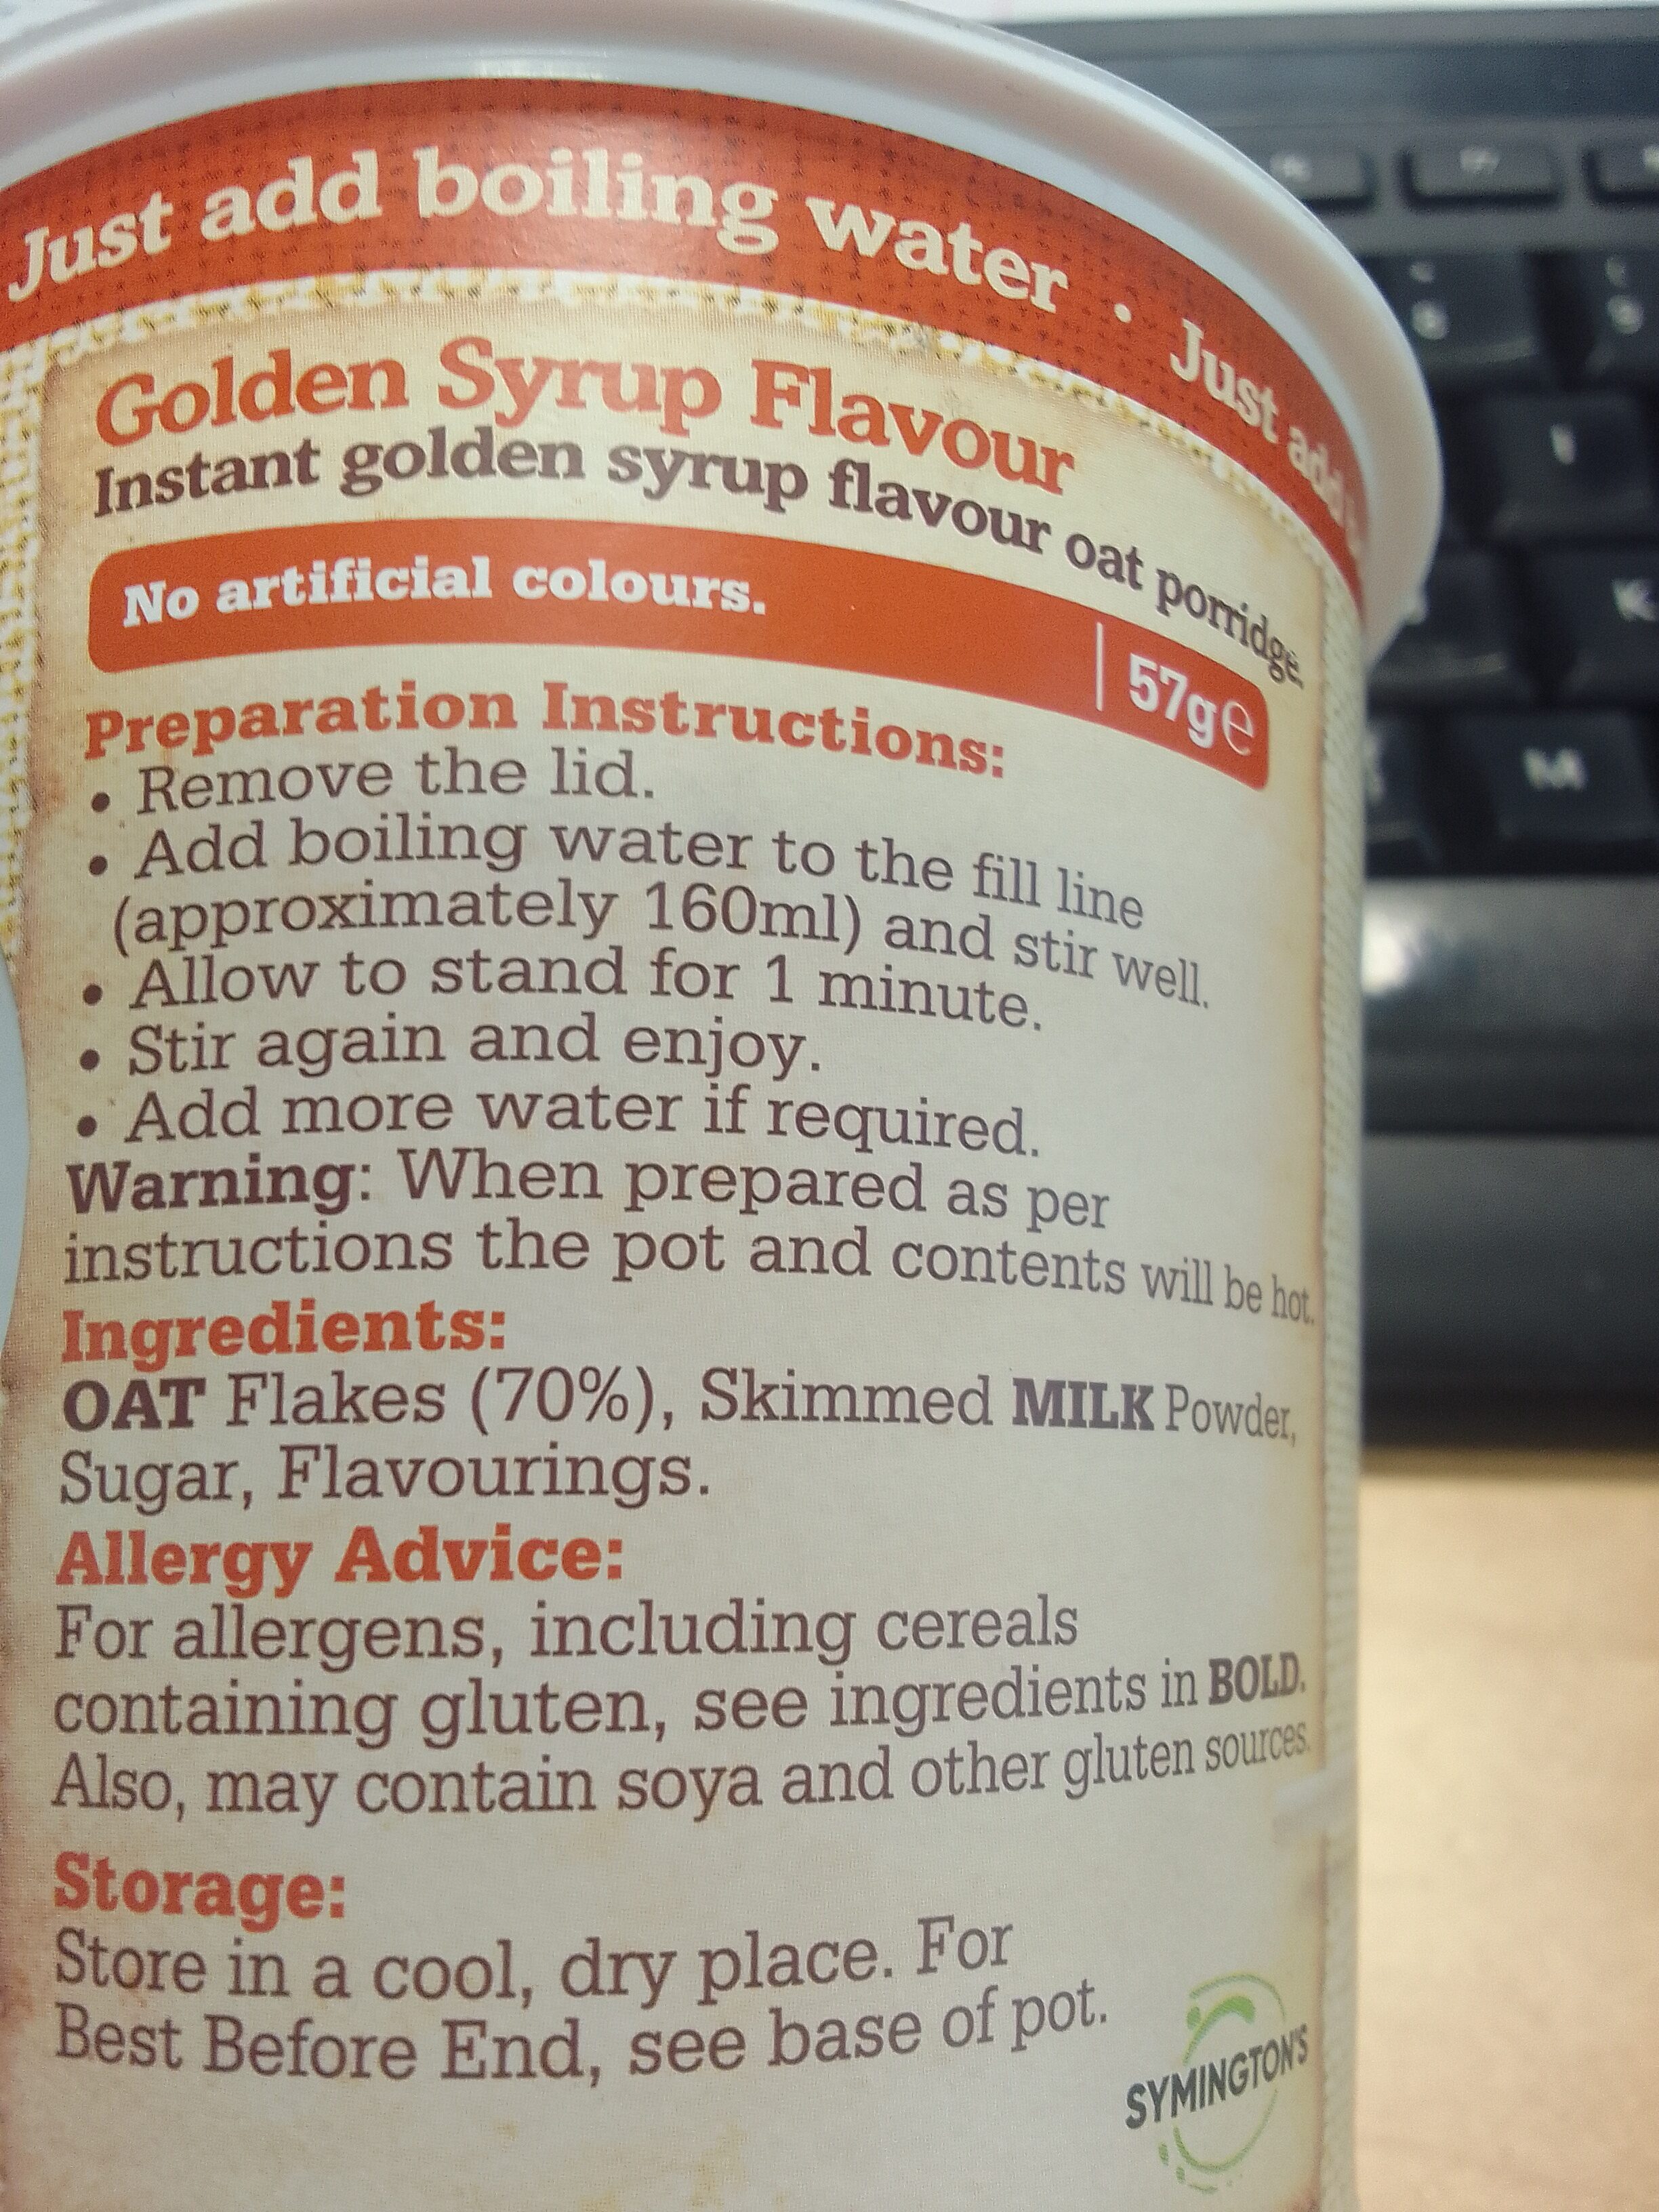 Just add boiling water · Just add
Golden Syrup Flavour
Instant golden syrup flavour oat porridge.
No artificial colours.
57g℮
Preparation Instructions:
• Remove the lid.
• Add boiling water to the fill line
(approximately 160ml) and stir well.
• Allow to stand for 1 minute.
• Stir again and enjoy.
• Add more water if required.
Warning: When prepared as per
instructions the pot and contents will be hot.
Ingredients:
OAT Flakes (70%), Skimmed MILK Powder,
Sugar, Flavourings.
Allergy Advice:
For allergens, including cereals
containing gluten, see ingredients in BOLD.
Also, may contain soya and other gluten sources.
Storage:
Store in a cool, dry place. For
Best Before End, see base of pot.
SYMINGTON'S
I
K
M